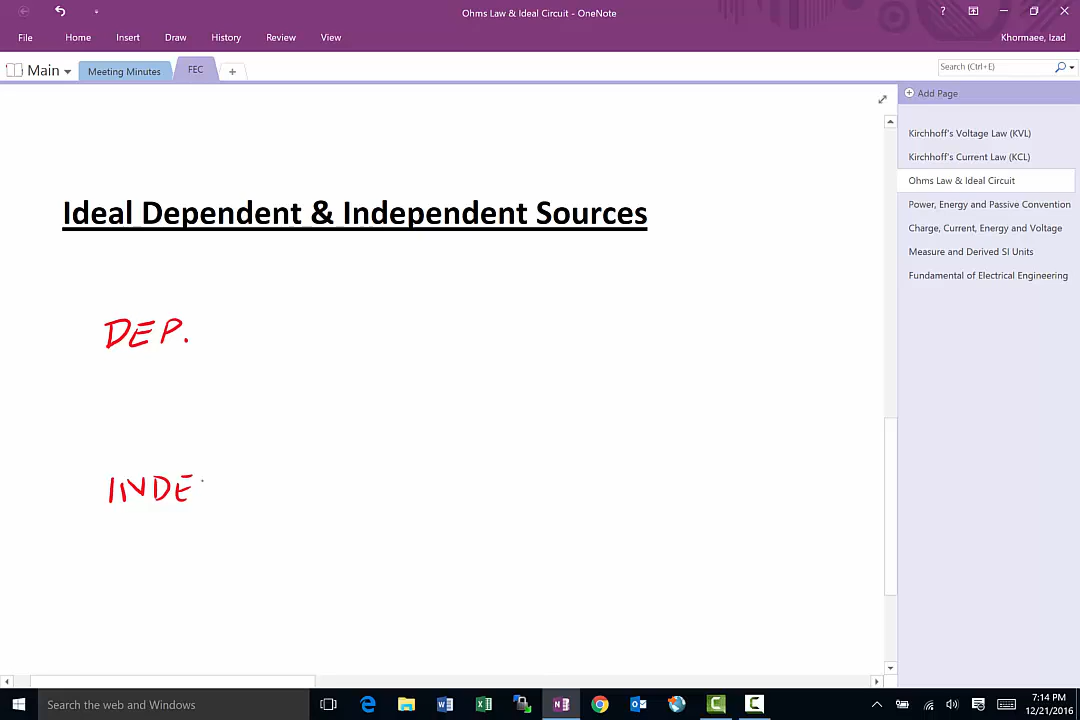 Ohms Law & Ideal Circuit - OneNote
?
File Home Insert Draw History Review View
Khormaee, Izad
Main Meeting Minutes FEC +
Search (Ctrl+E)
Add Page
Kirchhoff's Voltage Law (KVL)
Kirchhoff's Current Law (KCL)
Ohms Law & Ideal Circuit
Power, Energy and Passive Convention
Charge, Current, Energy and Voltage
Measure and Derived SI Units
Fundamental of Electrical Engineering
Ideal Dependent & Independent Sources
DEP.
INDE
Search the web and Windows
7:14 PM
12/21/2016